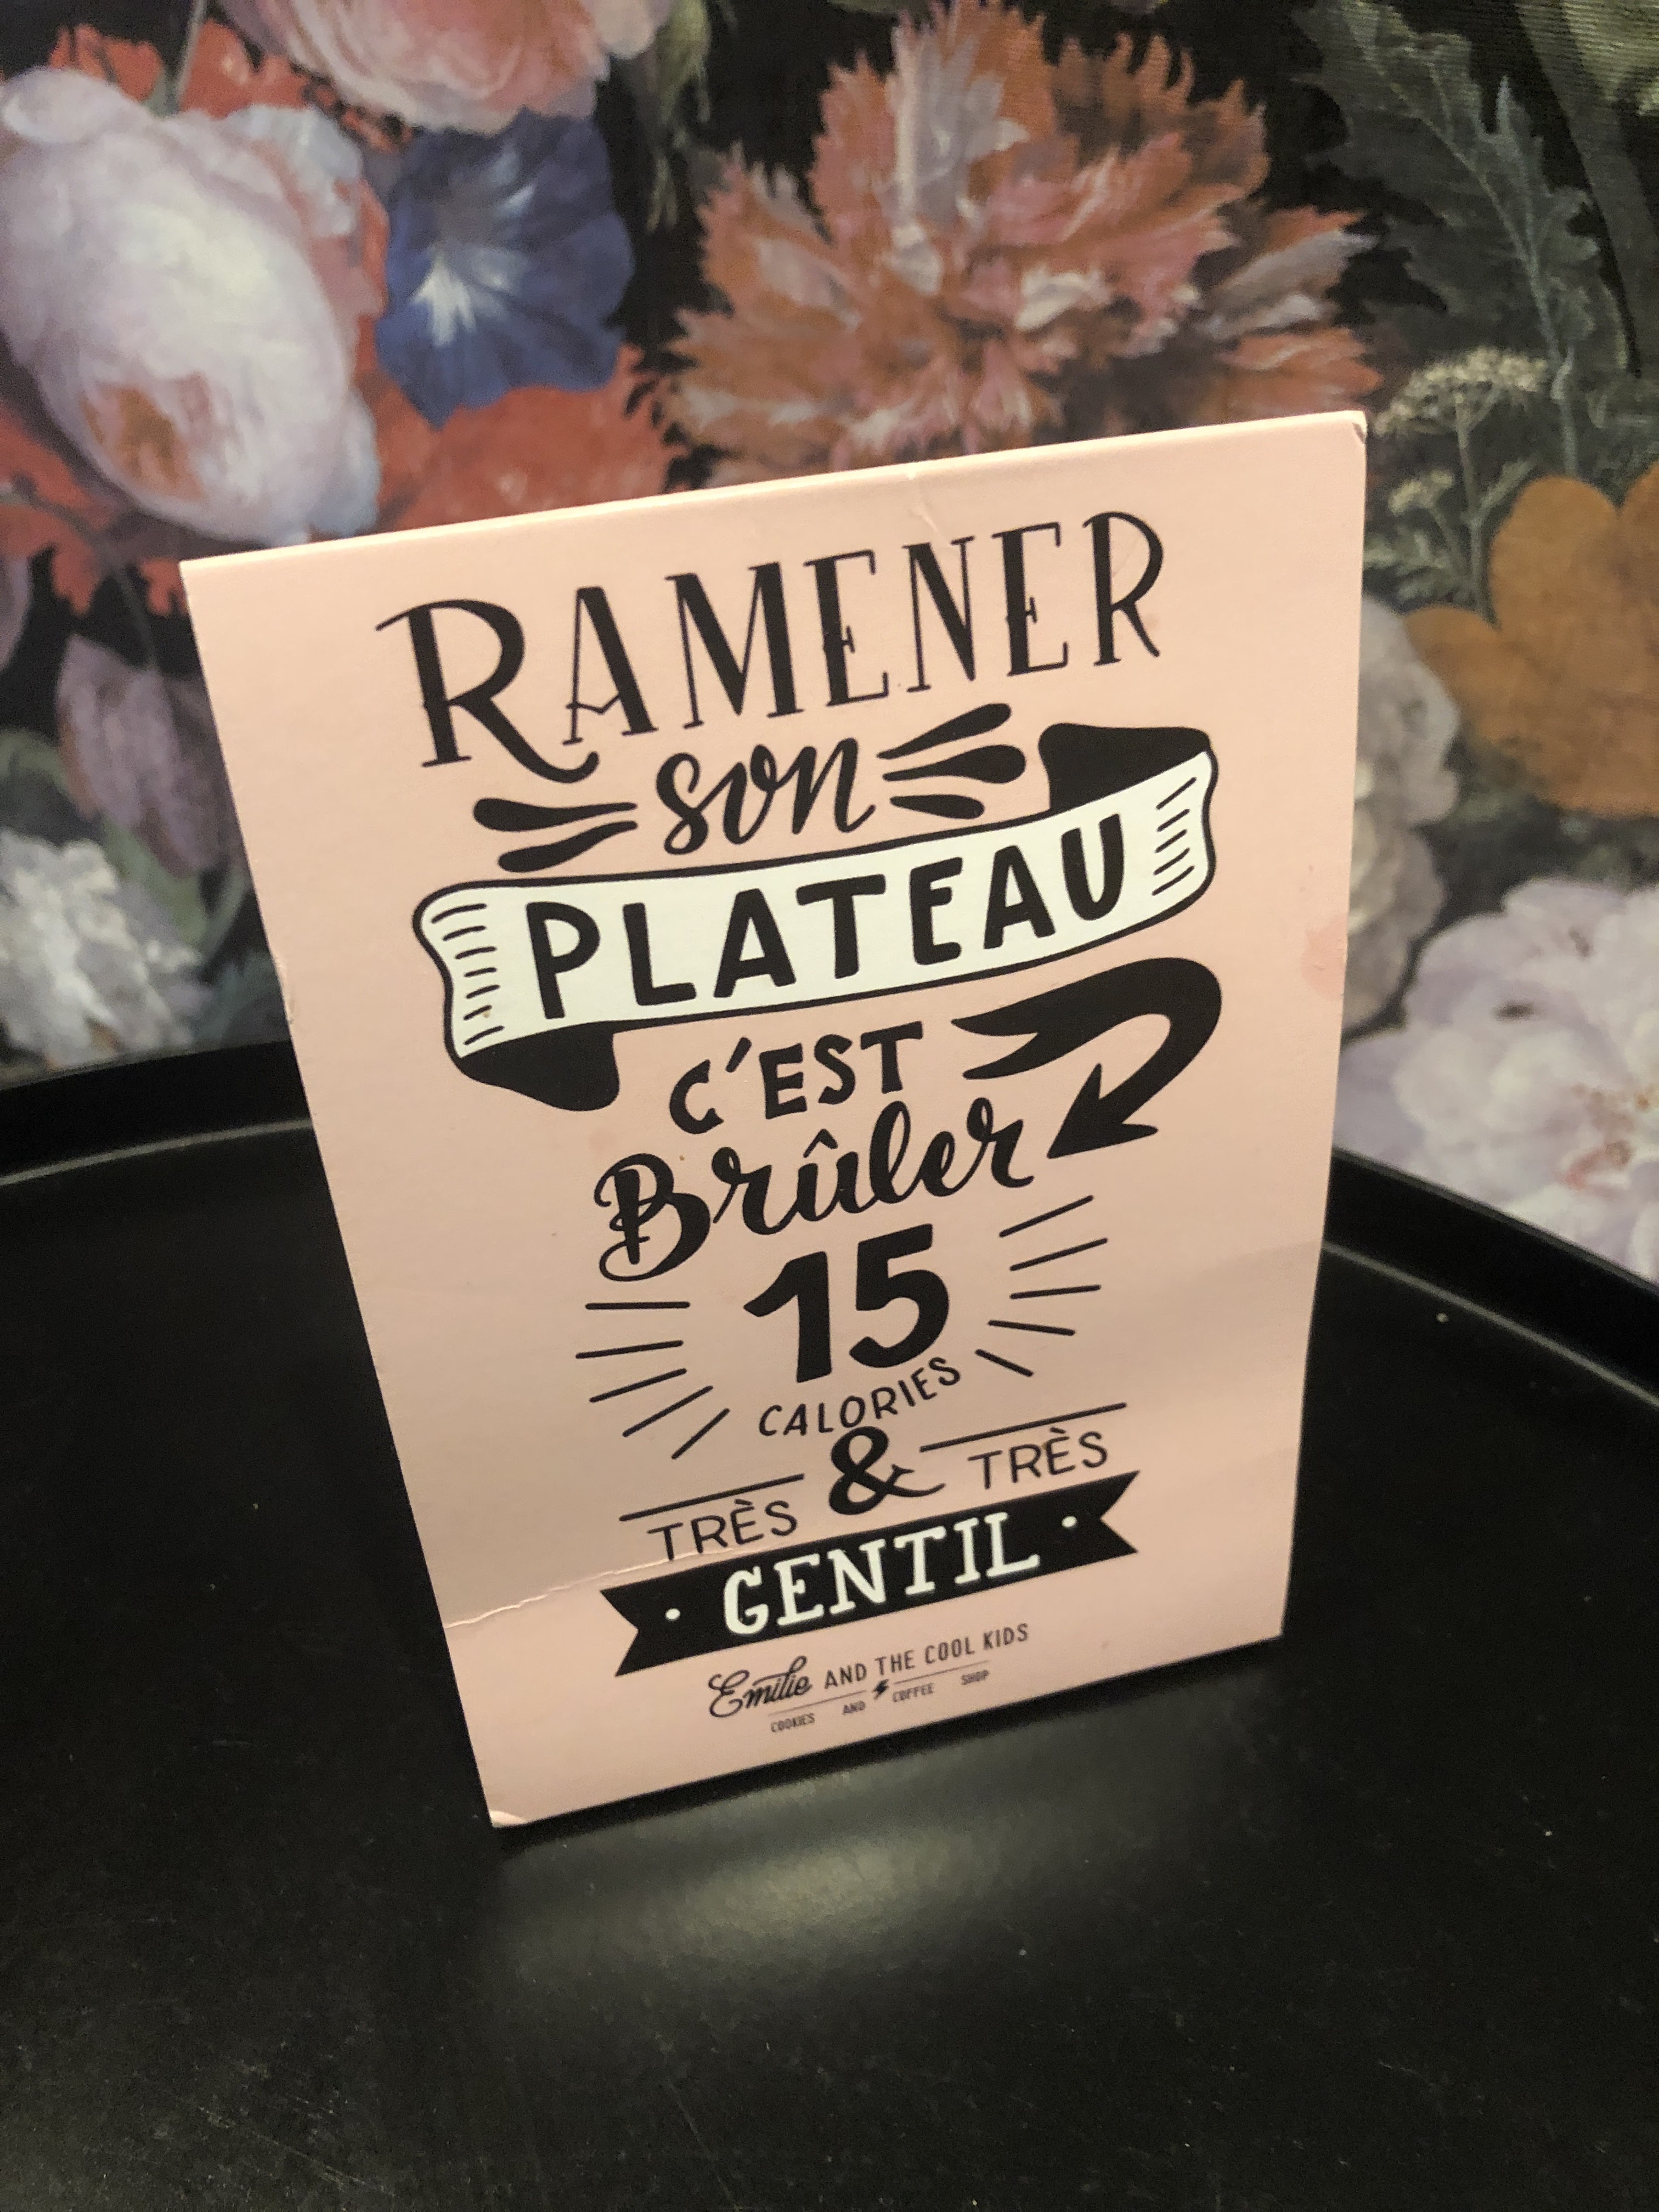 RAMENER
son
PLATEAU
C'EST
Brûler
15
CALORIES
&
TRÈS TRÈS
GENTIL
Emilie AND THE COOL KIDS
COOKIES AND COFFEE SHOP